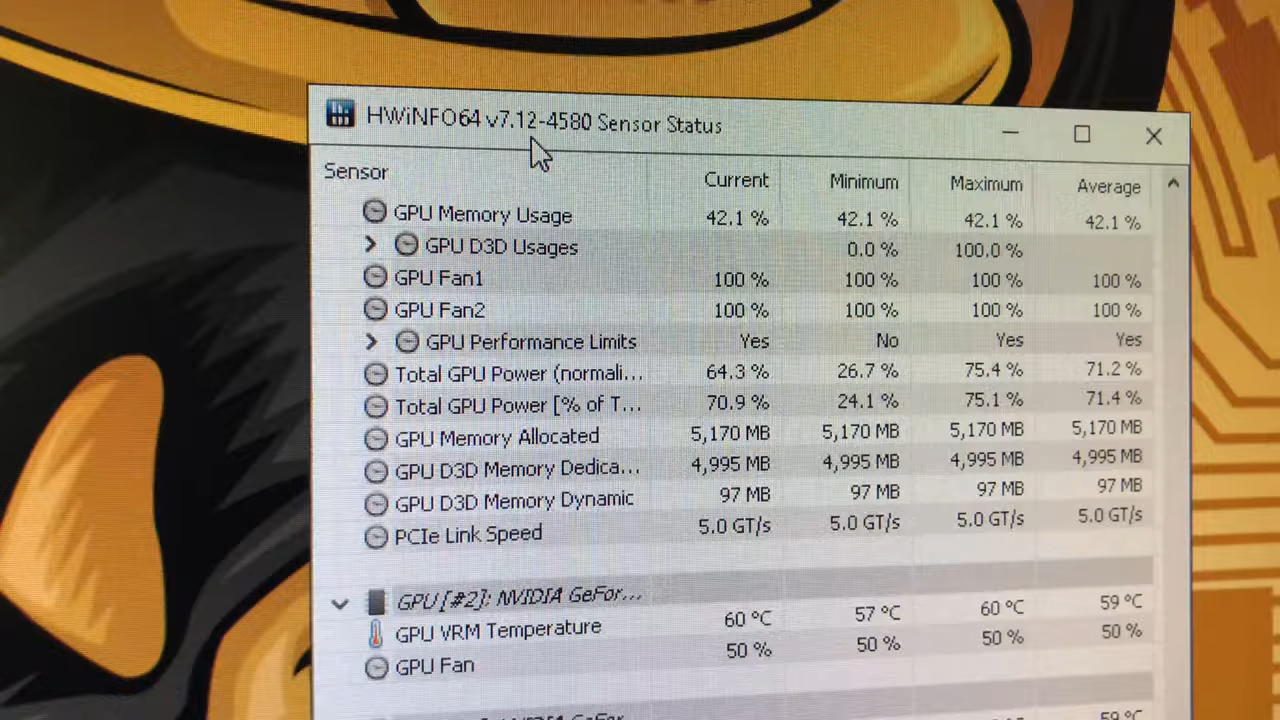 HWiNFO64 v7.12-4580 Sensor Status
Sensor Current Minimum Maximum Average
GPU Memory Usage 42.1 % 42.1 % 42.1 % 42.1 %
GPU D3D Usages 0.0 % 100.0 %
GPU Fan1 100 % 100 % 100 % 100 %
GPU Fan2 100 % 100 % 100 % 100 %
GPU Performance Limits Yes No Yes Yes
Total GPU Power (normali... 64.3 % 26.7 % 75.4 % 71.2 %
Total GPU Power [% of T... 70.9 % 24.1 % 75.1 % 71.4 %
GPU Memory Allocated 5,170 MB 5,170 MB 5,170 MB 5,170 MB
GPU D3D Memory Dedica... 4,995 MB 4,995 MB 4,995 MB 4,995 MB
GPU D3D Memory Dynamic 97 MB 97 MB 97 MB 97 MB
PCIe Link Speed 5.0 GT/s 5.0 GT/s 5.0 GT/s 5.0 GT/s
GPU [#2]: NVIDIA GeFor...
GPU VRM Temperature 60 °C 57 °C 60 °C 59 °C
GPU Fan 50 % 50 % 50 % 50 %
59 °C